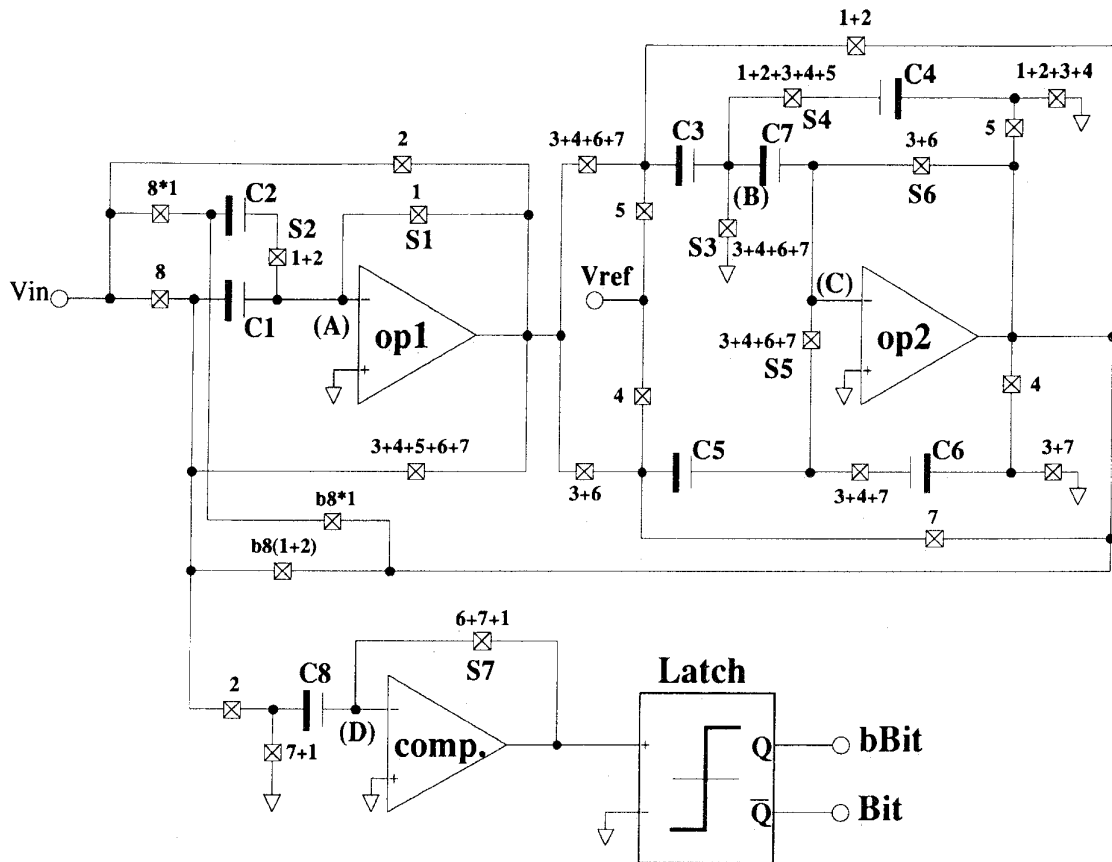 1+2
1+2+3+4+5
C4
1+2+3+4
S4
5
2
3+4+6+7
C3
C7
3+6
8*1
C2
1
(B)
S6
S2
S1
5
S3
3+4+6+7
1+2
8
Vin
Vref
(C)
(A)
C1
op1
3+4+6+7
S5
op2
4
4
3+4+5+6+7
C5
C6
3+7
3+6
3+4+7
b8*1
7
b8(1+2)
6+7+1
S7
Latch
2
C8
(D)
comp.
Q
bBit
7+1
Q̅
Bit